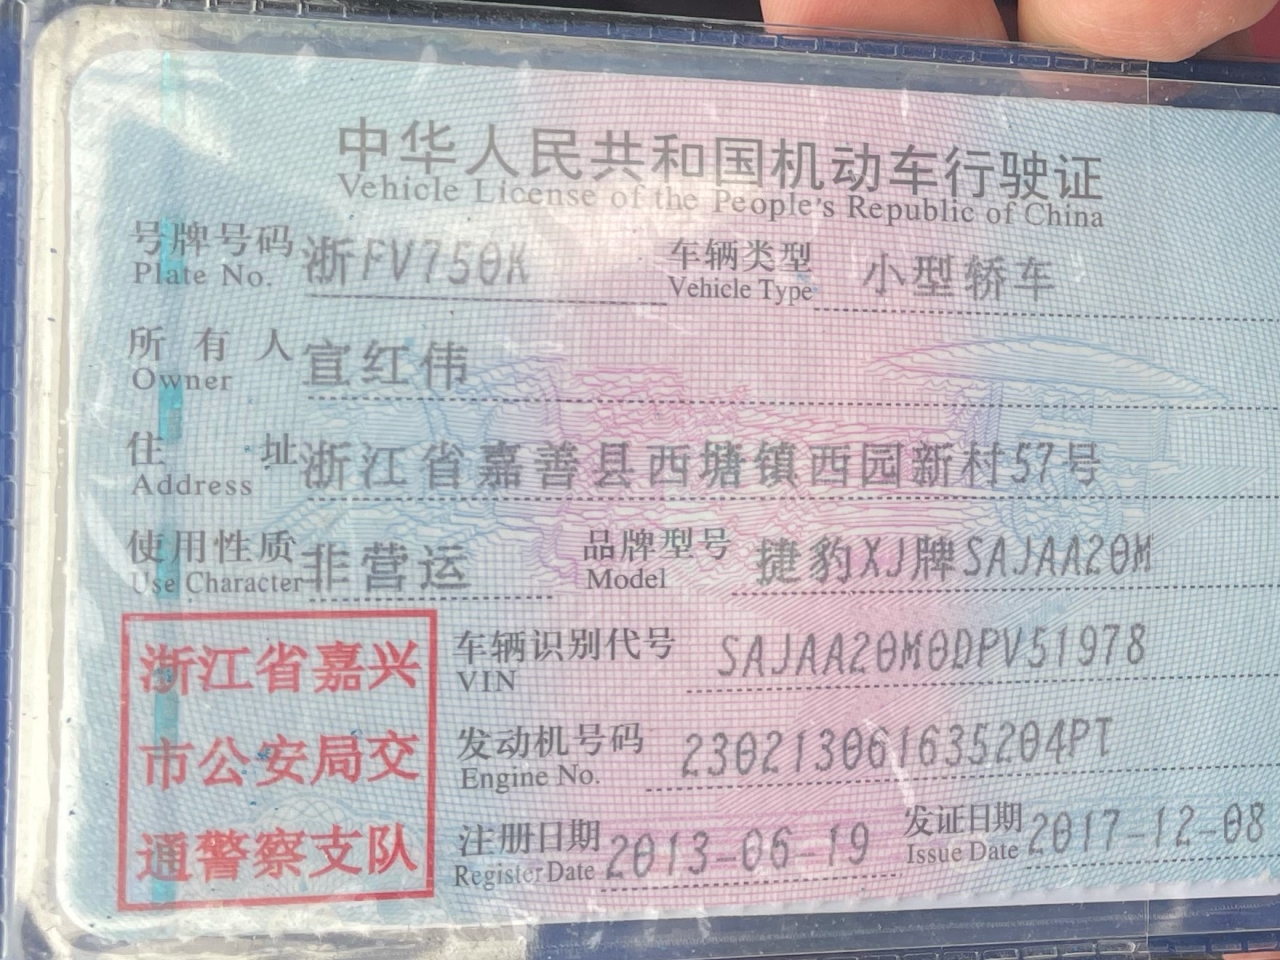 中华人民共和国机动车行驶证
Vehicle License of the People's Republic of China
号牌号码 浙FV750K 车辆类型 小型轿车
Plate No. Vehicle Type
所有人 宣红伟
Owner
住址 浙江省嘉善县西塘镇西园新村57号
Address
使用性质 非营运 品牌型号 捷豹XJ牌SAJAA20M
Use Character Model
浙江省嘉兴
市公安局交
通警察支队
车辆识别代号 SAJAA20M0DPV51978
VIN
发动机号码 230213061635204PT
Engine No.
注册日期 2013-06-19 发证日期 2017-12-08
Register Date Issue Date